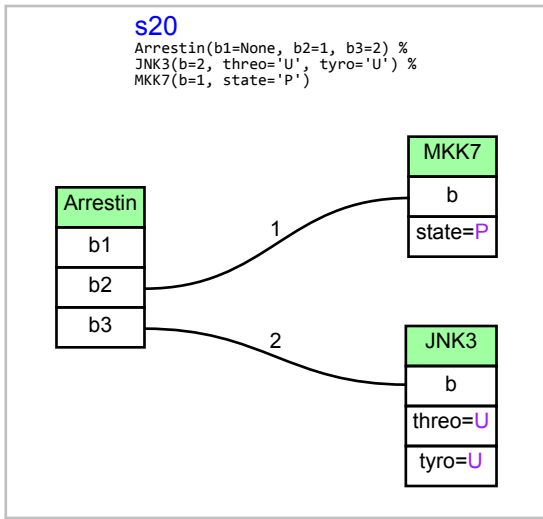 s20
Arrestin(b1=None, b2=1, b3=2) %
JNK3(b=2, threo='U', tyro='U') %
MKK7(b=1, state='P')
MKK7
b
state=P
Arrestin
b1
b2
b3
1
2
JNK3
b
threo=U
tyro=U